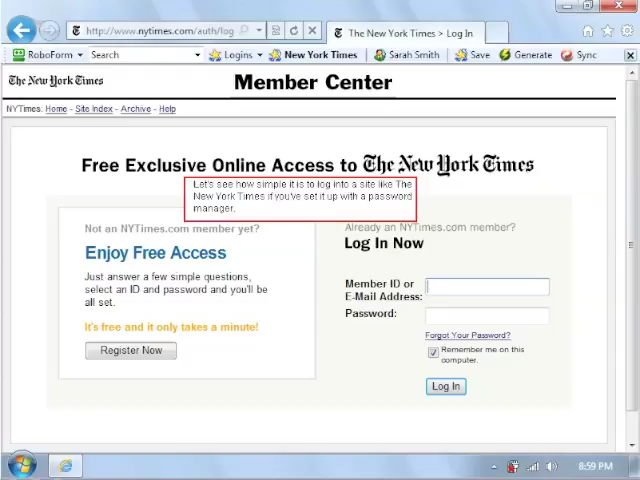 http://www.nytimes.com/auth/log
The New York Times > Log In
RoboForm
Search
Logins
New York Times
Sarah Smith
Save
Generate
Sync
The New York Times
Member Center
NYTimes: Home - Site Index - Archive - Help
Free Exclusive Online Access to The New York Times
Let's see how simple it is to log into a site like The
New York Times if you've set it up with a password
manager.
Not an NYTimes.com member yet?
Enjoy Free Access
Just answer a few simple questions,
select an ID and password and you'll be
all set.
It's free and it only takes a minute!
Register Now
Already an NYTimes.com member?
Log In Now
Member ID or
E-Mail Address:
Password:
Forgot Your Password?
Remember me on this
computer.
Log In
8:59 PM